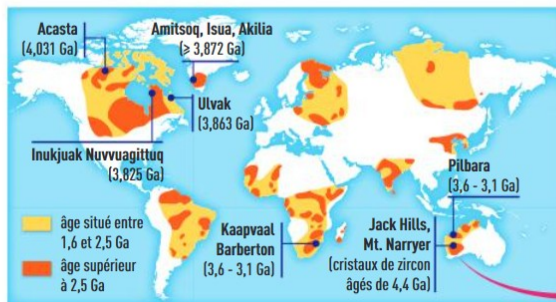 Acasta
(4,031 Ga)
Amitsoq, Isua, Akilia
(> 3,872 Ga)
Ulvak
(3,863 Ga)
Inukjuak Nuvvuagittuq
(3,825 Ga)
Pilbara
(3,6 - 3,1 Ga)
Kaapvaal
Barberton
(3,6 - 3,1 Ga)
Jack Hills,
Mt. Narryer
(cristaux de zircon
âgés de 4,4 Ga)
âge situé entre
1,6 et 2,5 Ga
âge supérieur
à 2,5 Ga